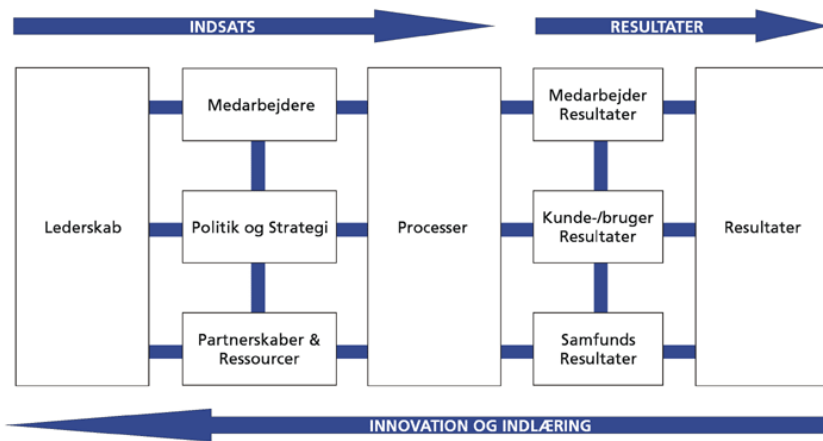 INDSATS
RESULTATER
Lederskab
Medarbejdere
Politik og Strategi
Partnerskaber &
Ressourcer
Processer
Medarbejder
Resultater
Kunde-/bruger
Resultater
Samfunds
Resultater
Resultater
INNOVATION OG INDLÆRING